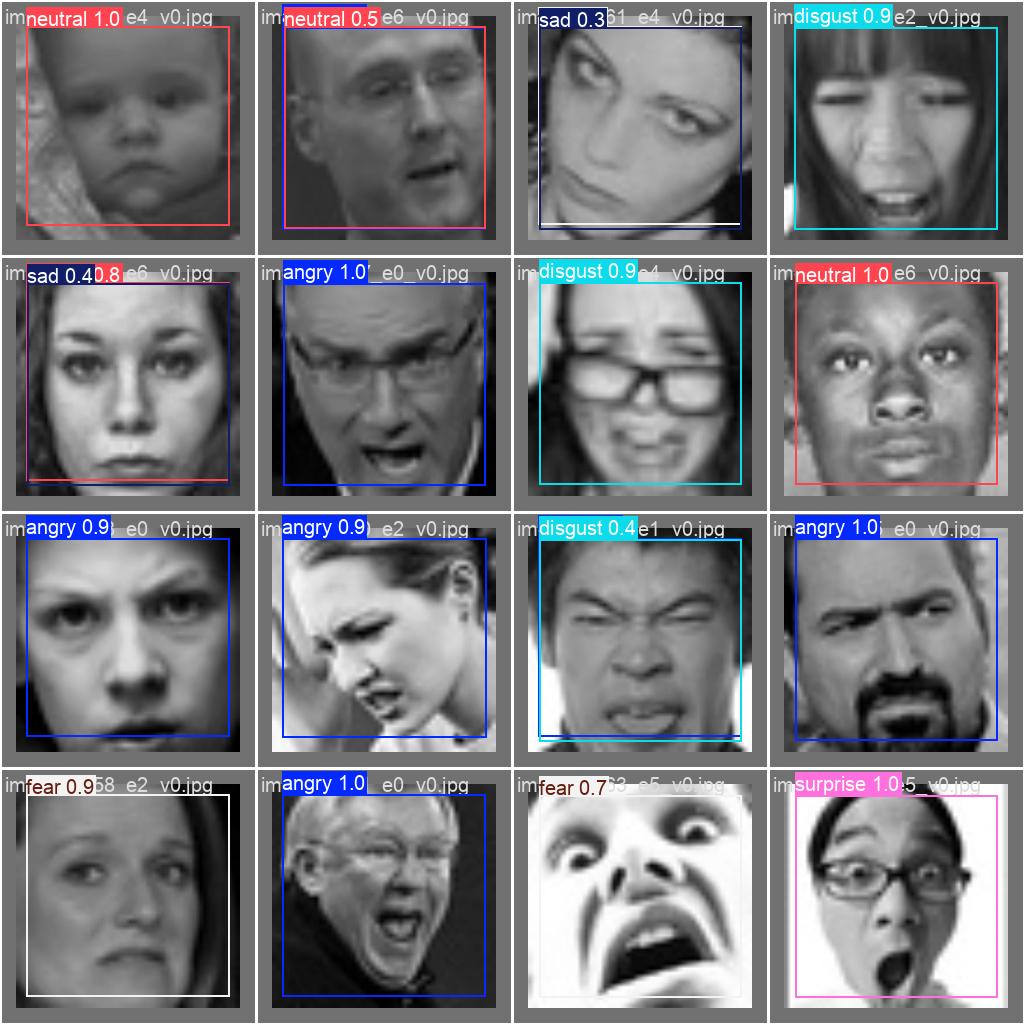 neutral 1.0 e4 v0.jpg
neutral 0.5 e6 v0.jpg
sad 0.3 e4 v0.jpg
disgust 0.9 e2 v0.jpg
sad 0.4 0.8 e6 v0.jpg
angry 1.0 e0 v0.jpg
disgust 0.9 e4 v0.jpg
neutral 1.0 e6 v0.jpg
angry 0.9 e0 v0.jpg
angry 0.9 e2 v0.jpg
disgust 0.4 e1 v0.jpg
angry 1.0 e0 v0.jpg
fear 0.9 58 e2 v0.jpg
angry 1.0 e0 v0.jpg
fear 0.7 63 e5 v0.jpg
surprise 1.0 v0.jpg